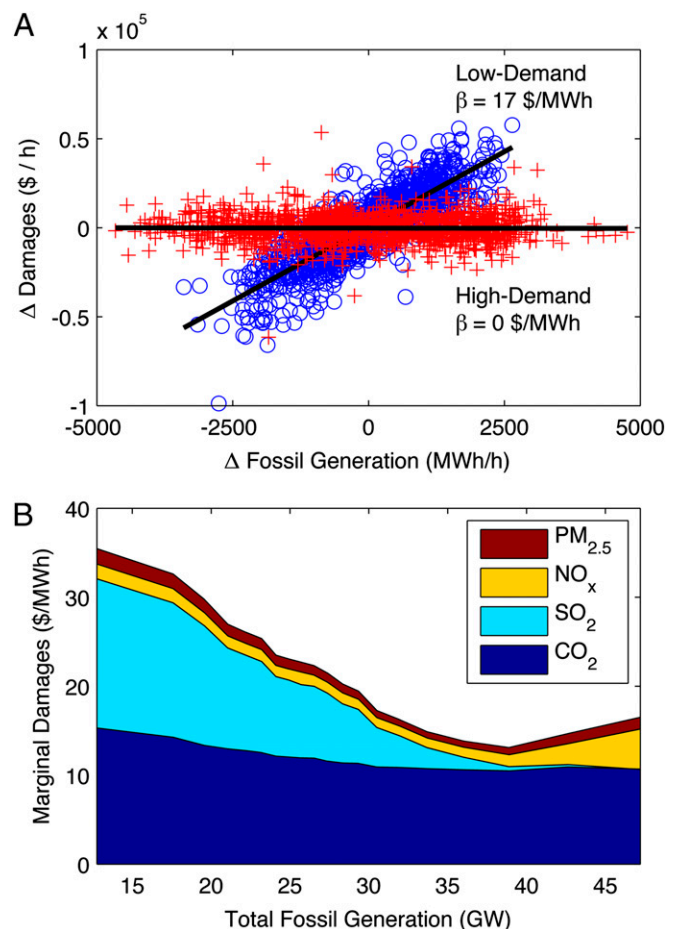 A
x 10⁵
1
0.5
0
-0.5
-1
Δ Damages ($ / h)
Low-Demand
β = 17 $/MWh
High-Demand
β = 0 $/MWh
-5000 -2500 0 2500 5000
Δ Fossil Generation (MWh/h)
B
40
30
20
10
0
Marginal Damages ($/MWh)
PM₂.₅
NOₓ
SO₂
CO₂
15 20 25 30 35 40 45
Total Fossil Generation (GW)